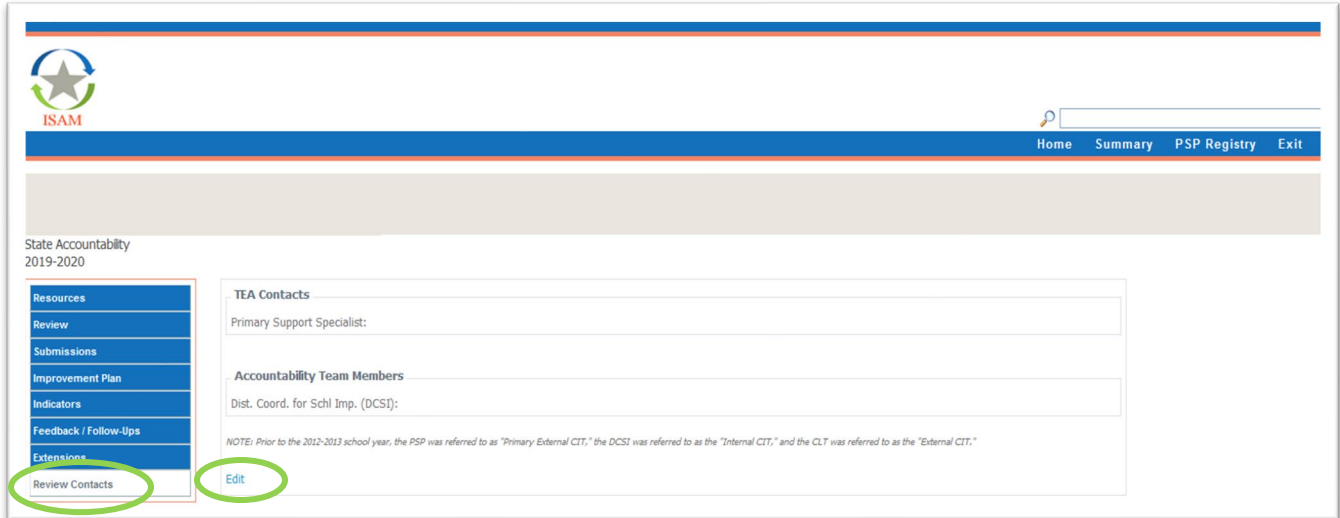 ISAM
Home Summary PSP Registry Exit
State Accountability
2019-2020
Resources
Review
Submissions
Improvement Plan
Indicators
Feedback / Follow-Ups
Extensions
Review Contacts
TEA Contacts
Primary Support Specialist:
Accountability Team Members
Dist. Coord. for Schl Imp. (DCSI):
NOTE: Prior to the 2012-2013 school year, the PSP was referred to as "Primary External CIT," the DCSI was referred to as the "Internal CIT," and the CLT was referred to as the "External CIT."
Edit